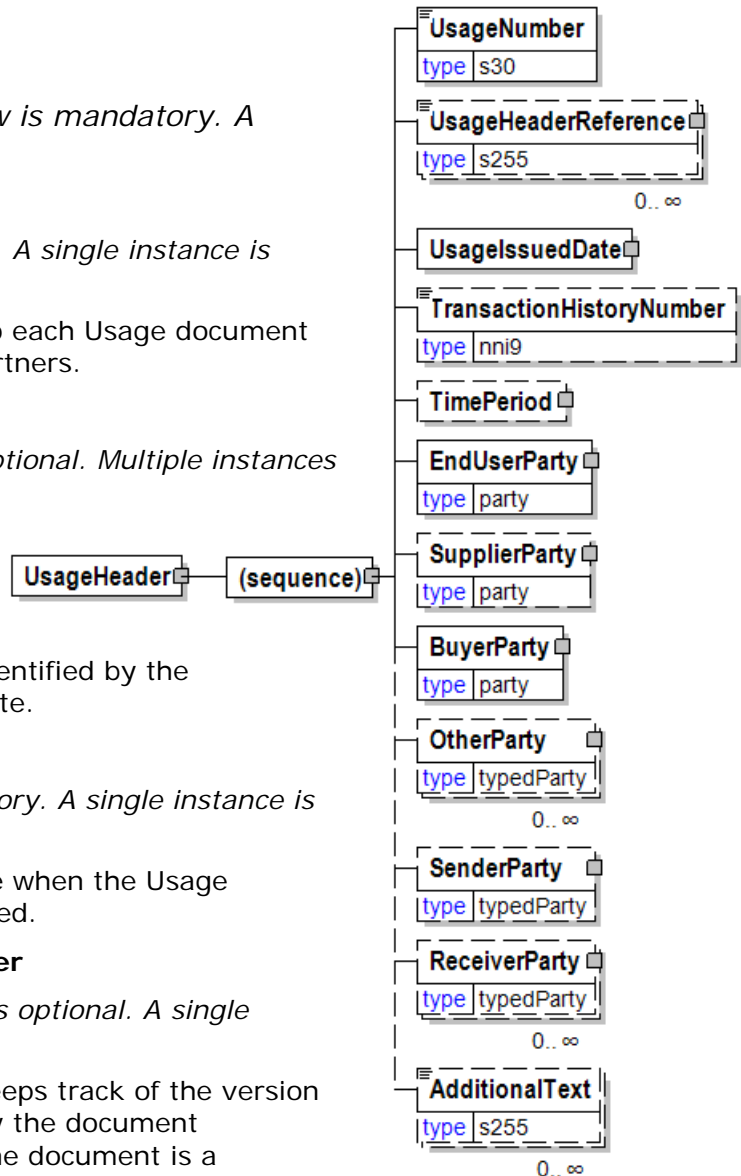 w is mandatory. A
A single instance is
o each Usage document
rtners.
ptional. Multiple instances
entified by the
te.
ory. A single instance is
e when the Usage
ed.
er
s optional. A single
eeps track of the version
w the document
ne document is a
UsageHeader
(sequence)
UsageNumber
type s30
UsageHeaderReference
type s255
0.. ∞
UsageIssuedDate
TransactionHistoryNumber
type nni9
TimePeriod
EndUserParty
type party
SupplierParty
type party
BuyerParty
type party
OtherParty
type typedParty
0.. ∞
SenderParty
type typedParty
ReceiverParty
type typedParty
0.. ∞
AdditionalText
type s255
0.. ∞